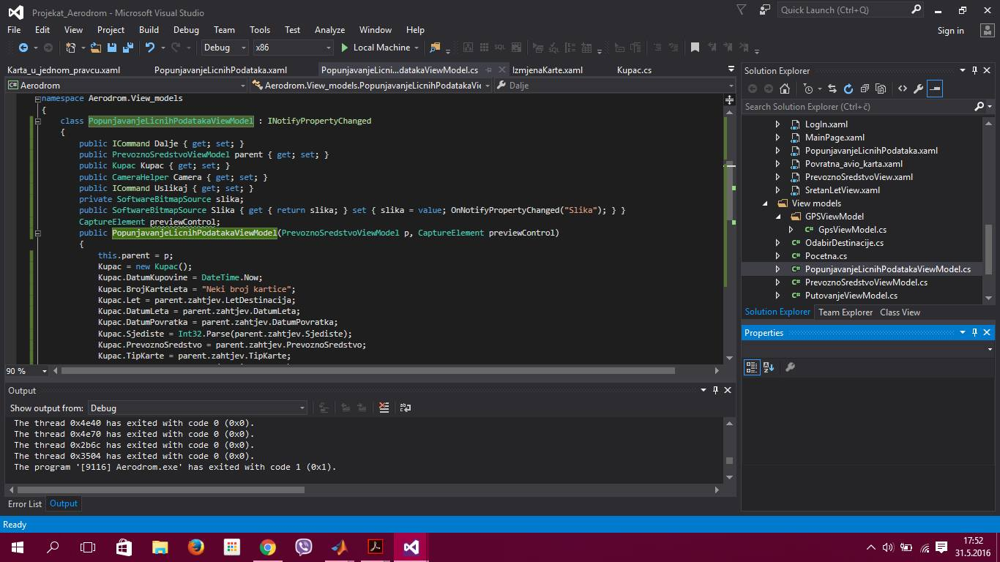 Projekat_Aerodrom - Microsoft Visual Studio
Quick Launch (Ctrl+Q)
File Edit View Project Build Debug Team Tools Test Analyze Window Help
Sign in
Debug x86 Local Machine
Karta_u_jednom_pravcu.xaml PopunjavanjeLicnihPodataka.xaml PopunjavanjeLicni...datakaViewModel.cs IzmjenaKarte.xaml Kupac.cs
Aerodrom Aerodrom.View_models.PopunjavanjeLicnihPodatakaVie Dalje
namespace Aerodrom.View_models
{
class PopunjavanjeLicnihPodatakaViewModel : INotifyPropertyChanged
{
public ICommand Dalje { get; set; }
public PrevoznoSredstvoViewModel parent { get; set; }
public Kupac Kupac { get; set; }
public CameraHelper Camera { get; set; }
public ICommand Uslikaj { get; set; }
private SoftwareBitmapSource slika;
public SoftwareBitmapSource Slika { get { return slika; } set { slika = value; OnNotifyPropertyChanged("Slika"); } }
CaptureElement previewControl;
public PopunjavanjeLicnihPodatakaViewModel(PrevoznoSredstvoViewModel p, CaptureElement previewControl)
{
this.parent = p;
Kupac = new Kupac();
Kupac.DatumKupovine = DateTime.Now;
Kupac.BrojKarteLeta = "Neki broj kartice";
Kupac.Let = parent.zahtjev.LetDestinacija;
Kupac.DatumLeta = parent.zahtjev.DatumLeta;
Kupac.DatumPovratka = parent.zahtjev.DatumPovratka;
Kupac.Sjediste = Int32.Parse(parent.zahtjev.Sjediste);
Kupac.PrevoznoSredstvo = parent.zahtjev.PrevoznoSredstvo;
Kupac.TipKarte = parent.zahtjev.TipKarte;
90 %
Output
Show output from: Debug
The thread 0x4e40 has exited with code 0 (0x0).
The thread 0x4e70 has exited with code 0 (0x0).
The thread 0x2b6c has exited with code 0 (0x0).
The thread 0x3504 has exited with code 0 (0x0).
The program '[9116] Aerodrom.exe' has exited with code 1 (0x1).
Error List Output
Solution Explorer
Search Solution Explorer (Ctrl+č)
LogIn.xaml
MainPage.xaml
PopunjavanjeLicnihPodataka.xaml
Povratna_avio_karta.xaml
PrevoznoSredstvoView.xaml
SretanLetView.xaml
View models
GPSViewModel
C# GpsViewModel.cs
C# OdabirDestinacije.cs
C# Pocetna.cs
C# PopunjavanjeLicnihPodatakaViewModel.cs
C# PrevoznoSredstvoViewModel.cs
C# PutovanjeViewModel.cs
Solution Explorer Team Explorer Class View
Properties
Ready
17:52
31.5.2016